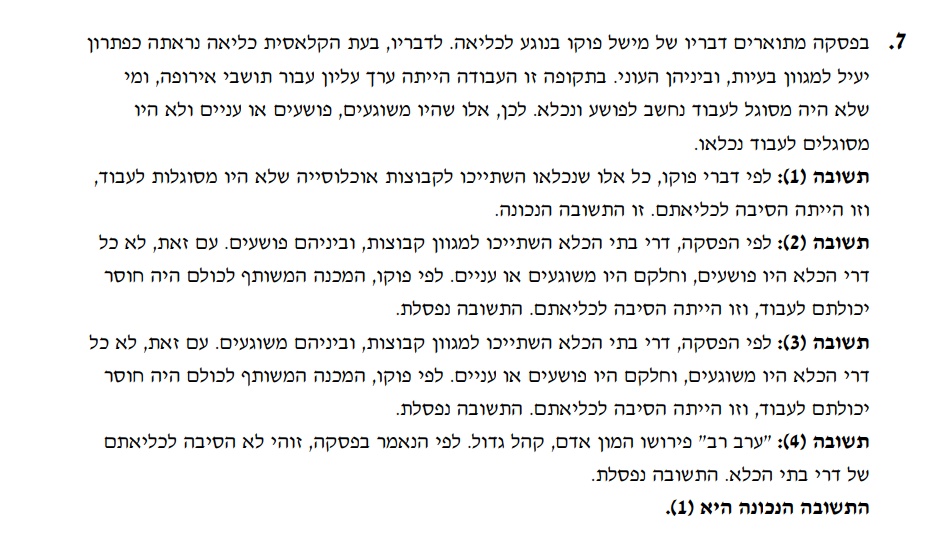 7. בפסקה מתוארים דבריו של מישל פוקו בנוגע לכליאה. לדבריו, בעת הקלאסית כליאה נראתה כפתרון
יעיל למגוון בעיות, וביניהן העוני. בתקופה זו העבודה הייתה ערך עליון עבור תושבי אירופה, ומי
שלא היה מסוגל לעבוד נחשב לפושע ונכלא. לכן, אלו שהיו משוגעים, פושעים או עניים ולא היו
מסוגלים לעבוד נכלאו.
תשובה (1): לפי דברי פוקו, כל אלו שנכלאו השתייכו לקבוצות אוכלוסייה שלא היו מסוגלות לעבוד,
וזו הייתה הסיבה לכליאתם. זו התשובה הנכונה.
תשובה (2): לפי הפסקה, דרי בתי הכלא השתייכו למגוון קבוצות, וביניהם פושעים. עם זאת, לא כל
דרי הכלא היו פושעים, וחלקם היו משוגעים או עניים. לפי פוקו, המכנה המשותף לכולם היה חוסר
יכולתם לעבוד, וזו הייתה הסיבה לכליאתם. התשובה נפסלת.
תשובה (3): לפי הפסקה, דרי בתי הכלא השתייכו למגוון קבוצות, וביניהם משוגעים. עם זאת, לא כל
דרי הכלא היו משוגעים, וחלקם היו פושעים או עניים. לפי פוקו, המכנה המשותף לכולם היה חוסר
יכולתם לעבוד, וזו הייתה הסיבה לכליאתם. התשובה נפסלת.
תשובה (4): "ערב רב" פירושו המון אדם, קהל גדול. לפי הנאמר בפסקה, זוהי לא הסיבה לכליאתם
של דרי בתי הכלא. התשובה נפסלת.
התשובה הנכונה היא (1).